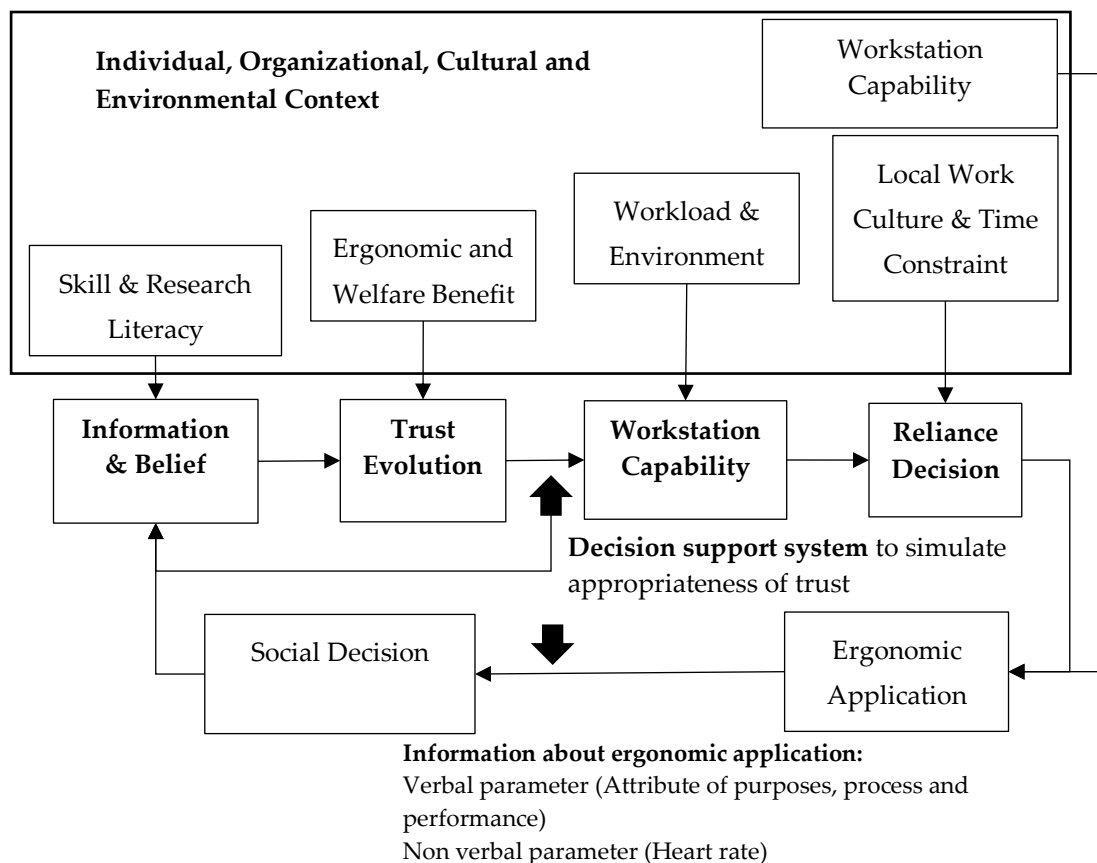 Individual, Organizational, Cultural and
Environmental Context
Workstation
Capability
Local Work
Culture & Time
Constraint
Workload &
Environment
Ergonomic and
Welfare Benefit
Skill & Research
Literacy
Information
& Belief
Trust
Evolution
Workstation
Capability
Reliance
Decision
Decision support system to simulate
appropriateness of trust
Social Decision
Ergonomic
Application
Information about ergonomic application:
Verbal parameter (Attribute of purposes, process and
performance)
Non verbal parameter (Heart rate)